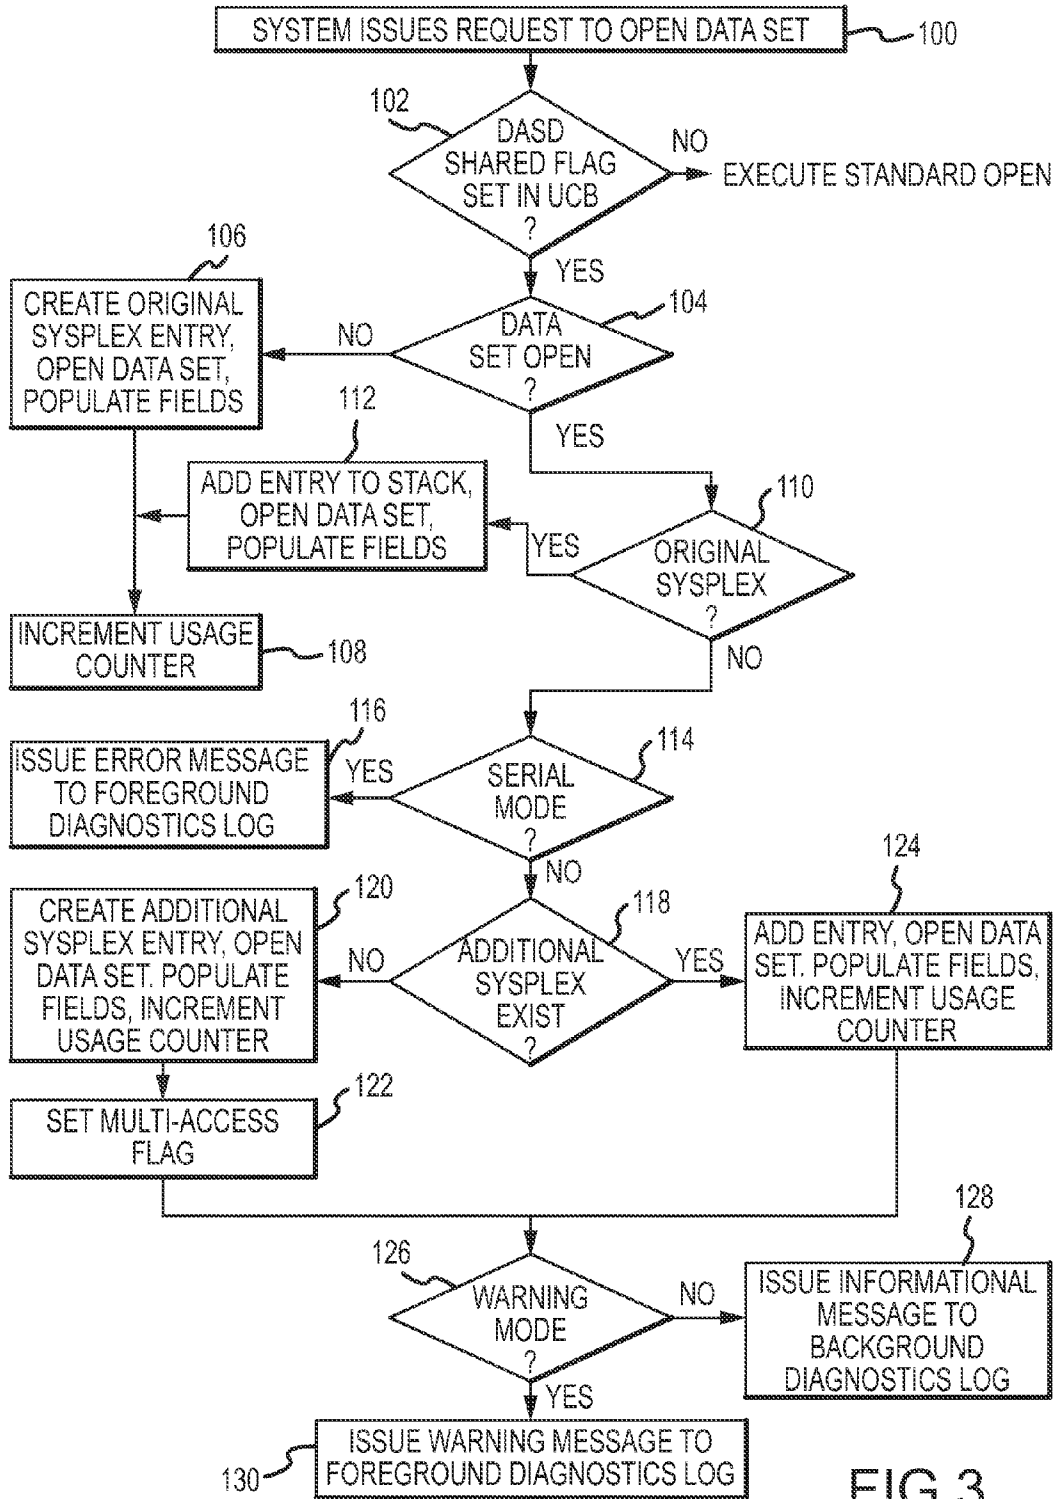 SYSTEM ISSUES REQUEST TO OPEN DATA SET
100
102
DASD
SHARED FLAG
SET IN UCB
?
NO
EXECUTE STANDARD OPEN
YES
106
CREATE ORIGINAL
SYSPLEX ENTRY,
OPEN DATA SET,
POPULATE FIELDS
NO
DATA
SET OPEN
?
104
YES
112
ADD ENTRY TO STACK,
OPEN DATA SET,
POPULATE FIELDS
YES
110
ORIGINAL
SYSPLEX
?
NO
INCREMENT USAGE
COUNTER
108
116
ISSUE ERROR MESSAGE
TO FOREGROUND
DIAGNOSTICS LOG
YES
SERIAL
MODE
?
114
NO
120
CREATE ADDITIONAL
SYSPLEX ENTRY, OPEN
DATA SET. POPULATE
FIELDS, INCREMENT
USAGE COUNTER
NO
ADDITIONAL
SYSPLEX
EXIST
?
118
YES
124
ADD ENTRY, OPEN DATA
SET. POPULATE FIELDS,
INCREMENT USAGE
COUNTER
122
SET MULTI-ACCESS
FLAG
126
WARNING
MODE
?
NO
128
ISSUE INFORMATIONAL
MESSAGE TO
BACKGROUND
DIAGNOSTICS LOG
YES
ISSUE WARNING MESSAGE TO
FOREGROUND DIAGNOSTICS LOG
130
FIG.3